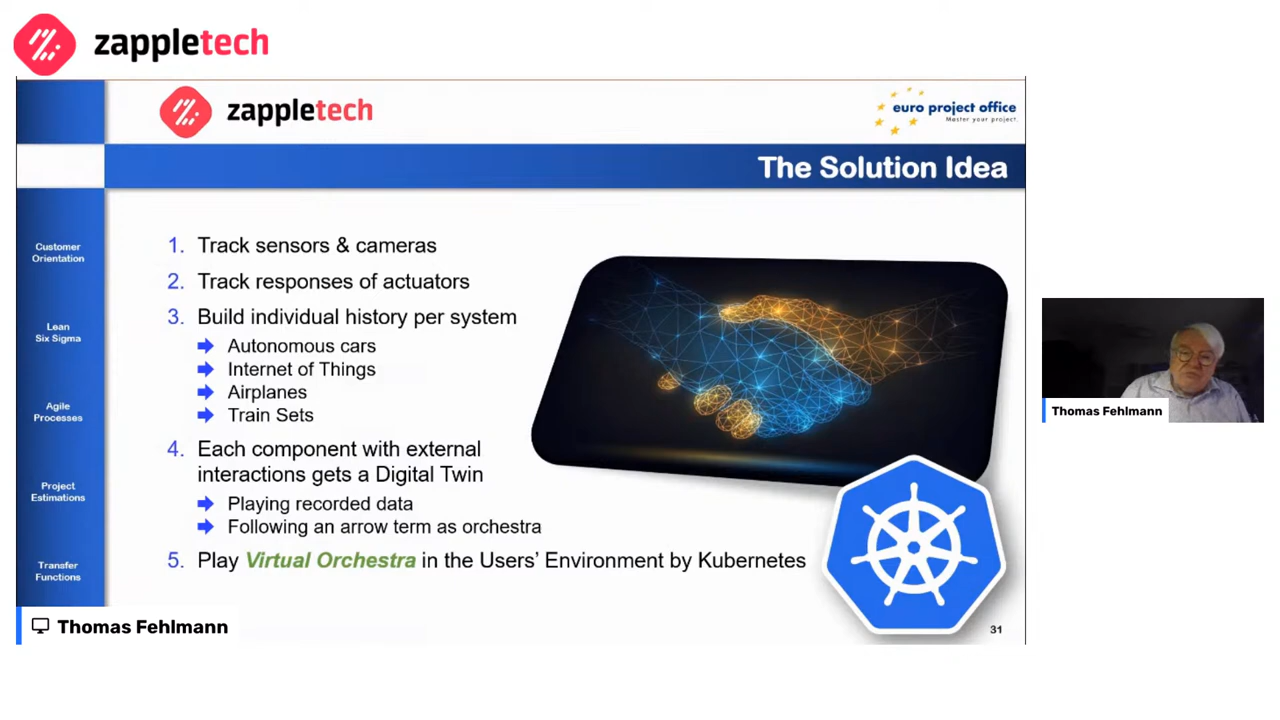 zappletech
zappletech
euro project office
Master your project.
The Solution Idea
Customer
Orientation
Lean
Six Sigma
Agile
Processes
Project
Estimations
Transfer
Functions
1. Track sensors & cameras
2. Track responses of actuators
3. Build individual history per system
Autonomous cars
Internet of Things
Airplanes
Train Sets
4. Each component with external
interactions gets a Digital Twin
Playing recorded data
Following an arrow term as orchestra
5. Play Virtual Orchestra in the Users' Environment by Kubernetes
31
Thomas Fehlmann
Thomas Fehlmann